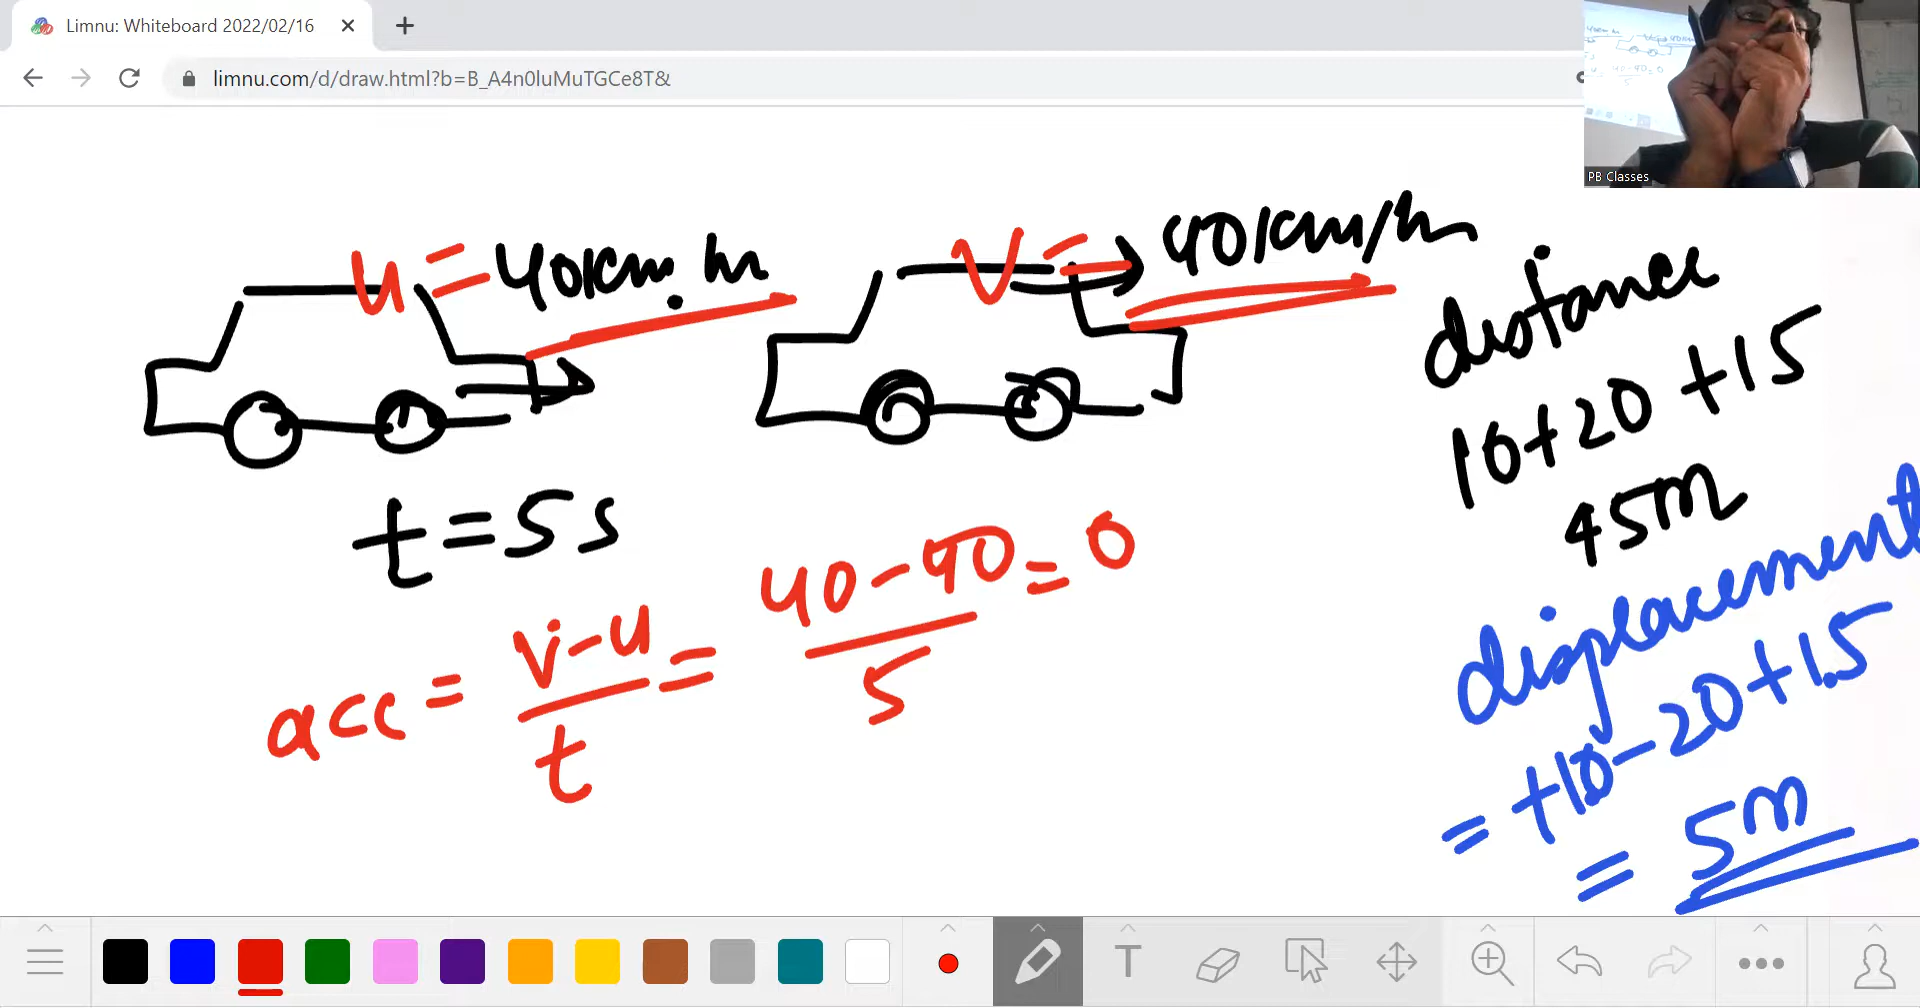 Limnu: Whiteboard 2022/02/16
limnu.com/d/draw.html?b=B_A4n0luMuTGCe8T&
PB Classes
u = 40km.h
v = 40km/h
t = 5s
acc = v-u/t = 40-40/5 = 0
distance
10+20+15
45m
displacement
= +10-20+15
= 5m
T